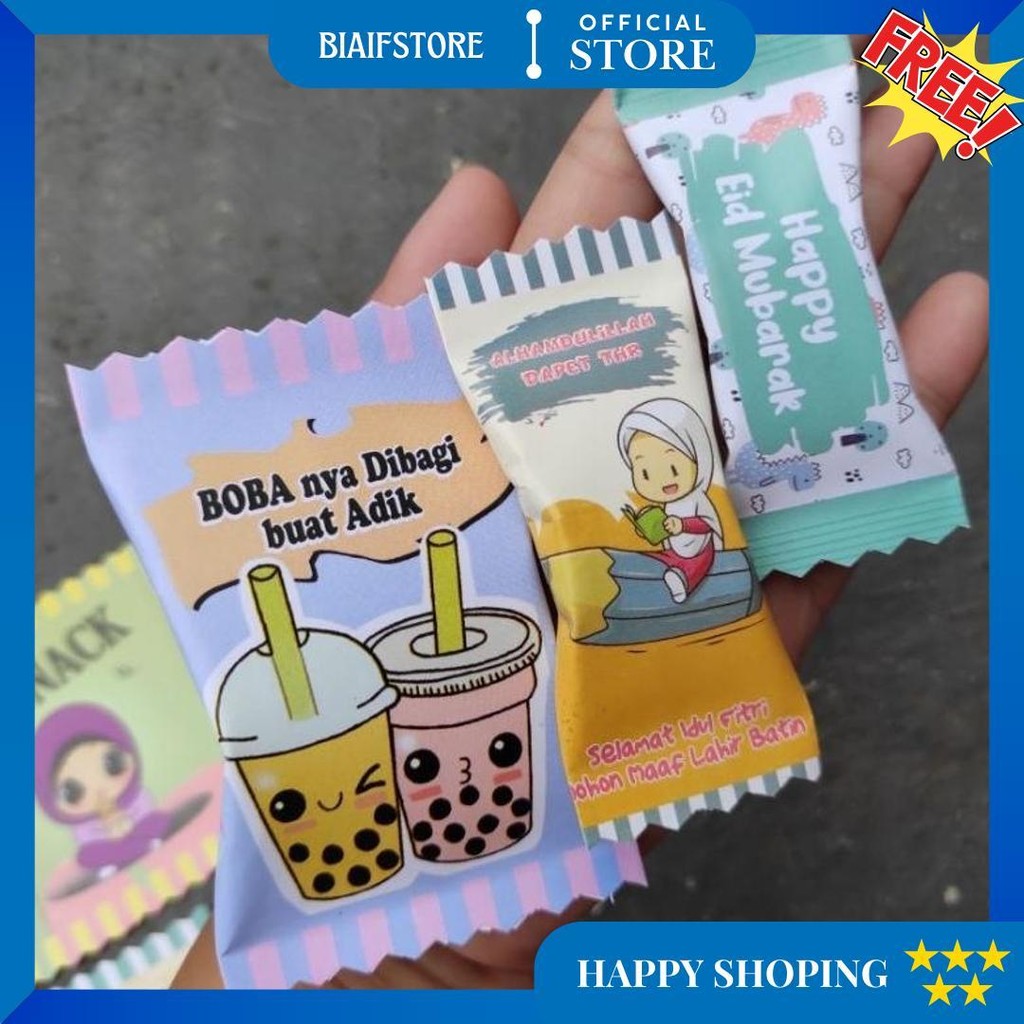 BIAIFSTORE
OFFICIAL
STORE
FREE!
Happy
Eid Mubarak
ALHAMDULILLAH
DAPET THR
BOBA nya Dibagi
buat Adik
Selamat Idul Fitri
Mohon Maaf Lahir Batin
HAPPY SHOPING